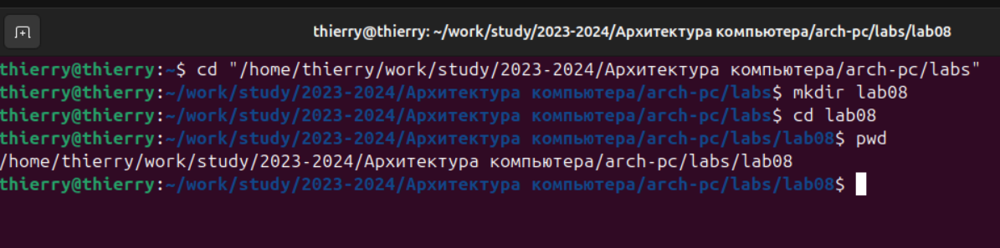 thierry@thierry: ~/work/study/2023-2024/Архитектура компьютера/arch-pc/labs/lab08
thierry@thierry:~$ cd "/home/thierry/work/study/2023-2024/Архитектура компьютера/arch-pc/labs"
thierry@thierry:~/work/study/2023-2024/Архитектура компьютера/arch-pc/labs$ mkdir lab08
thierry@thierry:~/work/study/2023-2024/Архитектура компьютера/arch-pc/labs$ cd lab08
thierry@thierry:~/work/study/2023-2024/Архитектура компьютера/arch-pc/labs/lab08$ pwd
/home/thierry/work/study/2023-2024/Архитектура компьютера/arch-pc/labs/lab08
thierry@thierry:~/work/study/2023-2024/Архитектура компьютера/arch-pc/labs/lab08$